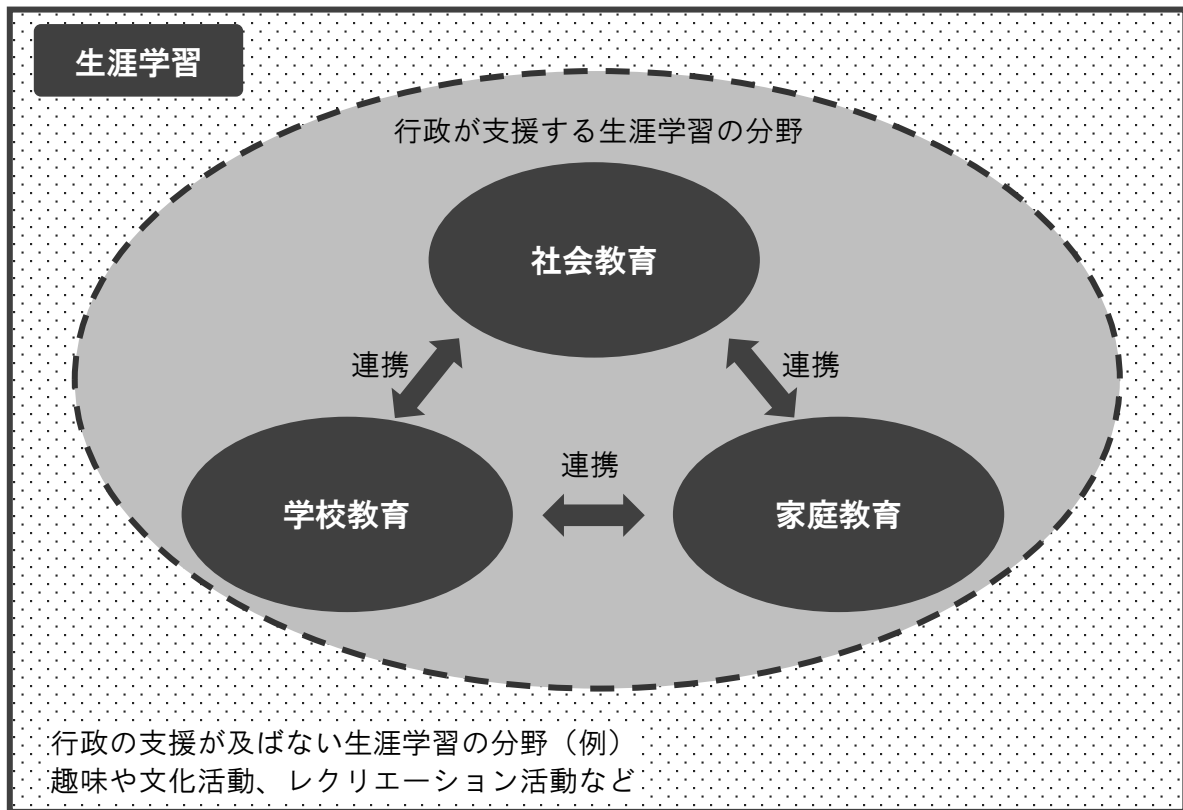 生涯学習
行政が支援する生涯学習の分野
社会教育
連携
連携
連携
学校教育
家庭教育
行政の支援が及ばない生涯学習の分野（例）
趣味や文化活動、レクリエーション活動など